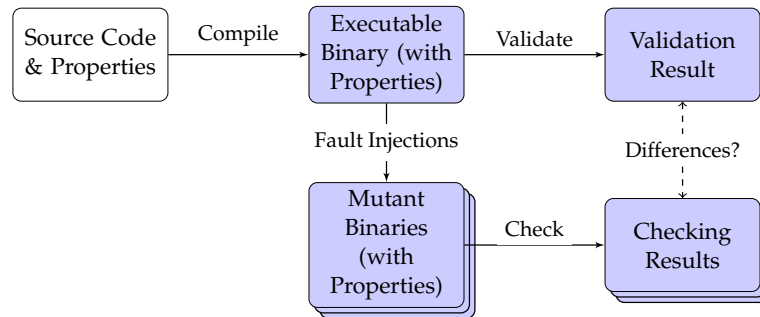 Source Code
& Properties
Compile
Executable
Binary (with
Properties)
Validate
Validation
Result
Fault Injections
Differences?
Mutant
Binaries
(with
Properties)
Check
Checking
Results